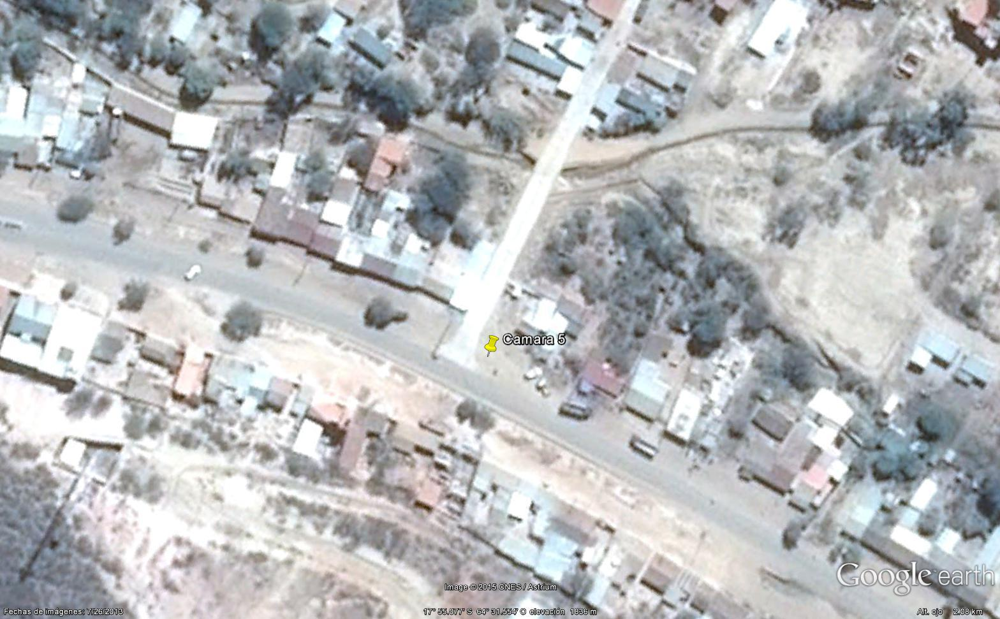 Camara 5
Google earth
Image © 2015 CNES / Astrium
Fechas de imágenes: 7/26/2013 17° 55.077' S 64° 31.554' O elevación 1836 m Alt. ojo 2.08 km